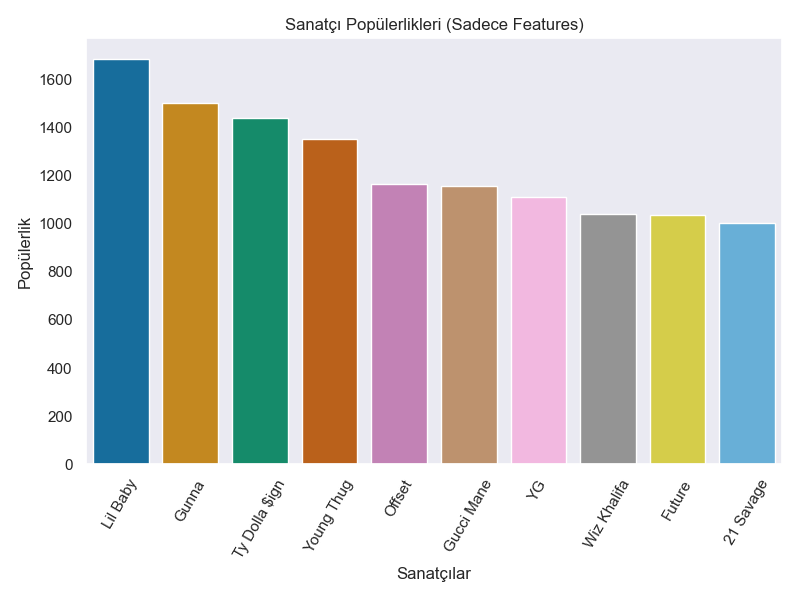 Sanatçı Popülerlikleri (Sadece Features)
Popülerlik
1600
1400
1200
1000
800
600
400
200
0
Lil Baby
Gunna
Ty Dolla $ign
Young Thug
Offset
Gucci Mane
YG
Wiz Khalifa
Future
21 Savage
Sanatçılar